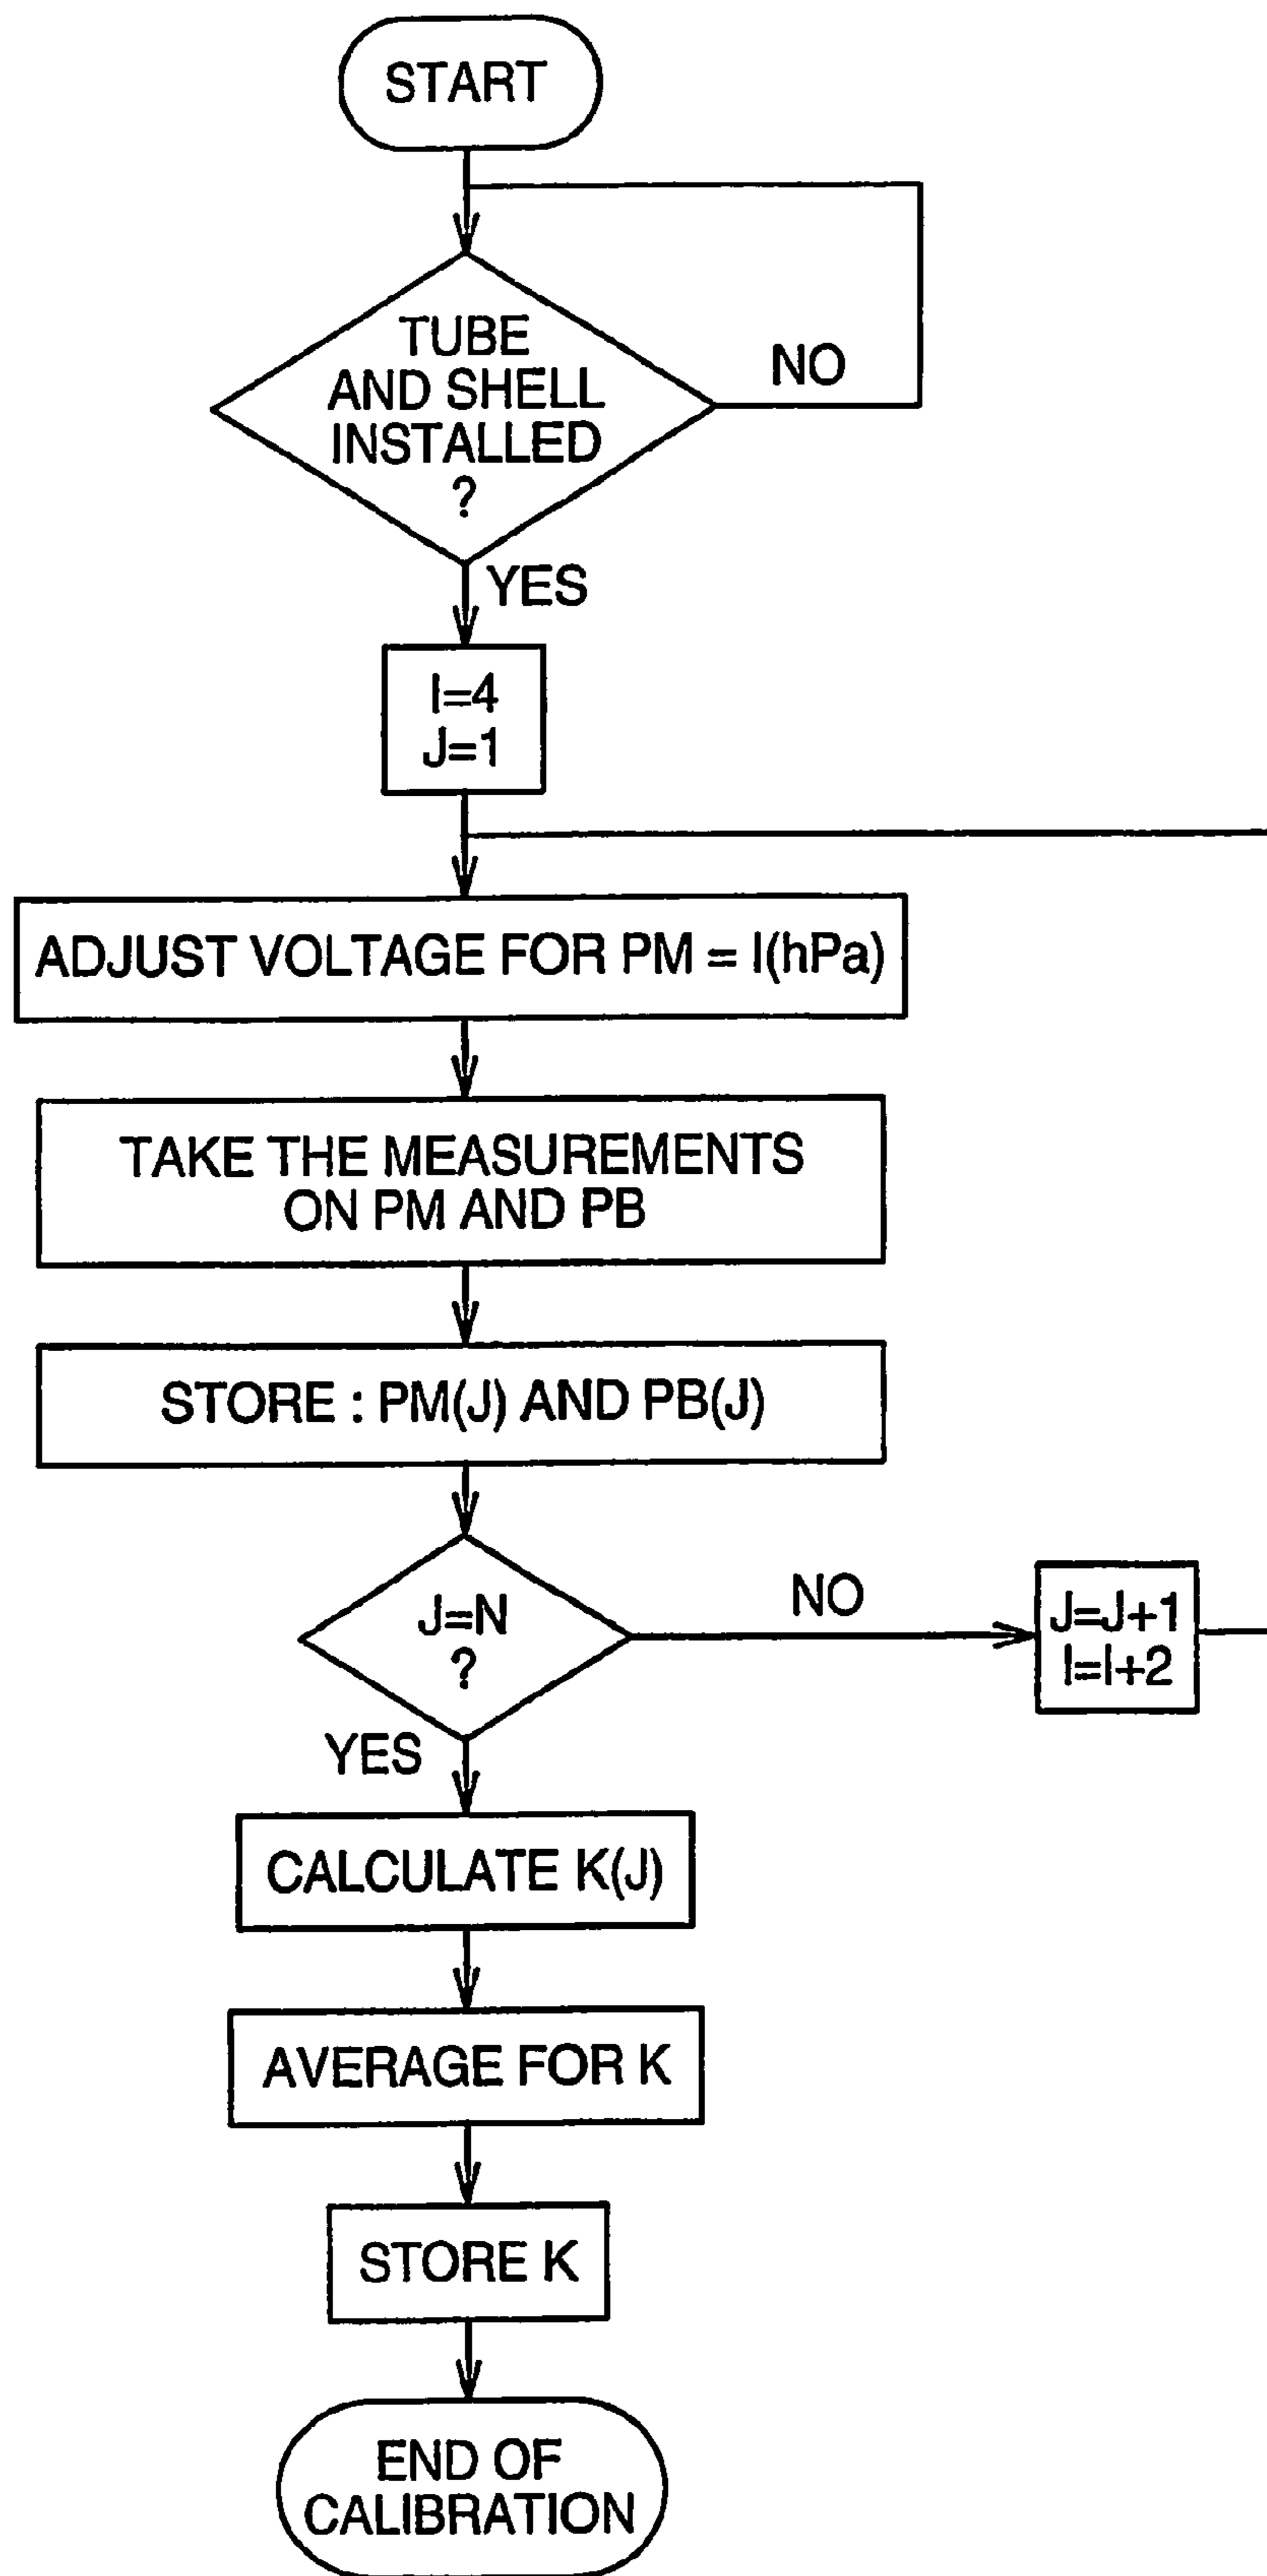 START
TUBE
AND SHELL
INSTALLED
?
NO
YES
I=4
J=1
ADJUST VOLTAGE FOR PM = I(hPa)
TAKE THE MEASUREMENTS
ON PM AND PB
STORE : PM(J) AND PB(J)
J=N
?
NO
J=J+1
I=I+2
YES
CALCULATE K(J)
AVERAGE FOR K
STORE K
END OF
CALIBRATION